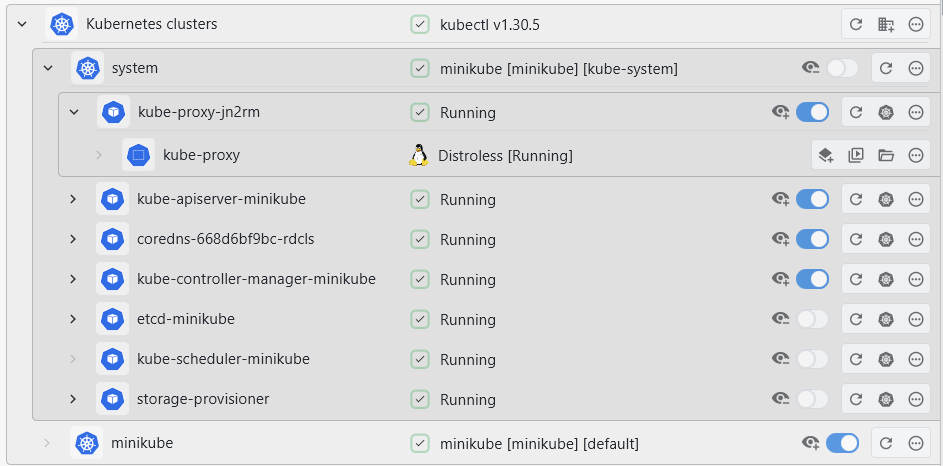 Kubernetes clusters kubectl v1.30.5
system minikube [minikube] [kube-system]
kube-proxy-jn2rm Running
kube-proxy Distroless [Running]
kube-apiserver-minikube Running
coredns-668d6bf9bc-rdcls Running
kube-controller-manager-minikube Running
etcd-minikube Running
kube-scheduler-minikube Running
storage-provisioner Running
minikube minikube [minikube] [default]